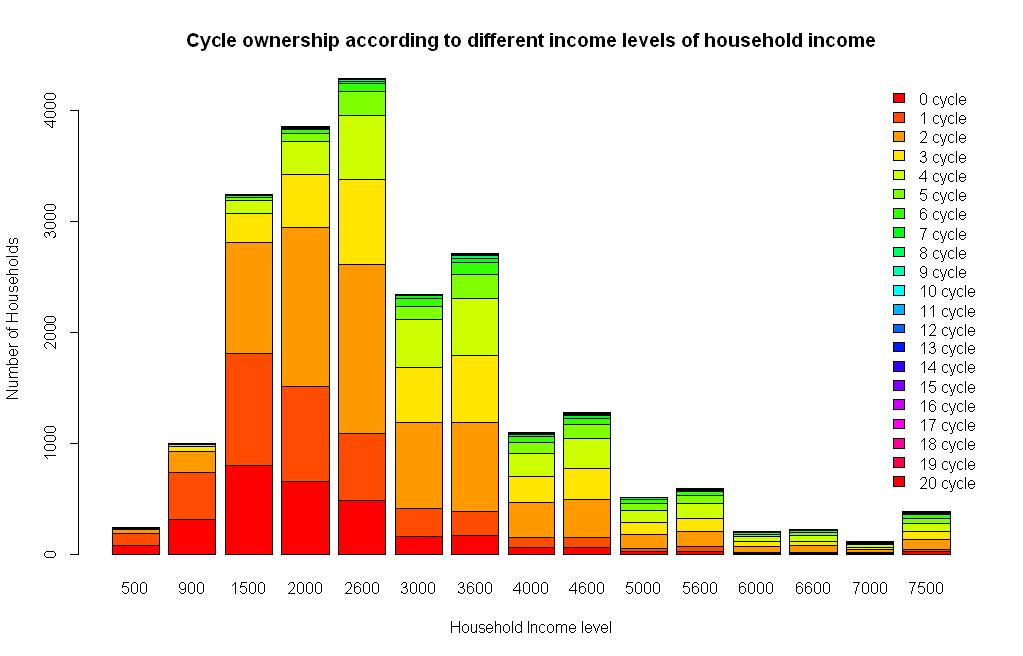 Cycle ownership according to different income levels of household income
Number of Households
4000
3000
2000
1000
0
0 cycle
1 cycle
2 cycle
3 cycle
4 cycle
5 cycle
6 cycle
7 cycle
8 cycle
9 cycle
10 cycle
11 cycle
12 cycle
13 cycle
14 cycle
15 cycle
16 cycle
17 cycle
18 cycle
19 cycle
20 cycle
500 900 1500 2000 2600 3000 3600 4000 4600 5000 5600 6000 6600 7000 7500
Household Income level